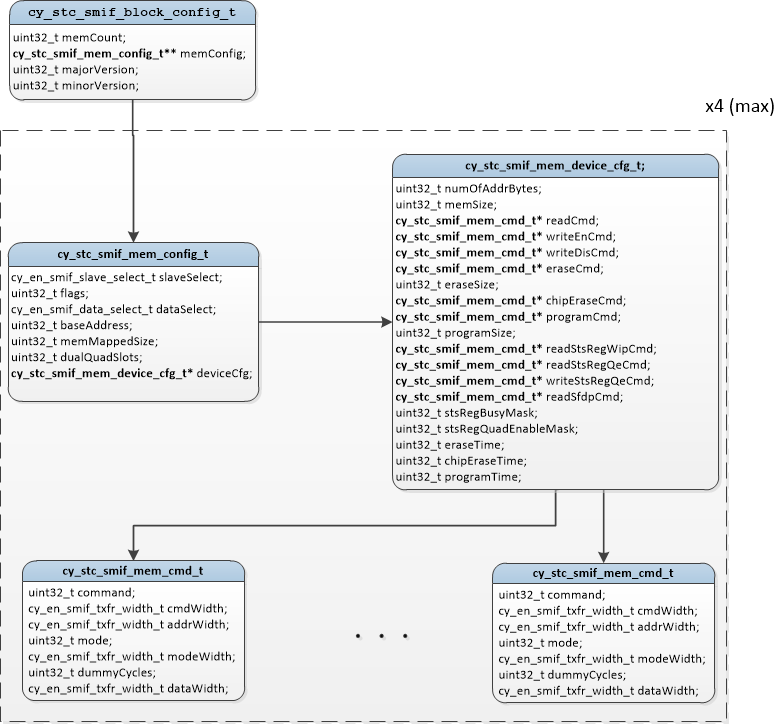 cy_stc_smif_block_config_t
uint32_t memCount;
cy_stc_smif_mem_config_t** memConfig;
uint32_t majorVersion;
uint32_t minorVersion;
x4 (max)
cy_stc_smif_mem_config_t
cy_en_smif_slave_select_t slaveSelect;
uint32_t flags;
cy_en_smif_data_select_t dataSelect;
uint32_t baseAddress;
uint32_t memMappedSize;
uint32_t dualQuadSlots;
cy_stc_smif_mem_device_cfg_t* deviceCfg;
cy_stc_smif_mem_device_cfg_t;
uint32_t numOfAddrBytes;
uint32_t memSize;
cy_stc_smif_mem_cmd_t* readCmd;
cy_stc_smif_mem_cmd_t* writeEnCmd;
cy_stc_smif_mem_cmd_t* writeDisCmd;
cy_stc_smif_mem_cmd_t* eraseCmd;
uint32_t eraseSize;
cy_stc_smif_mem_cmd_t* chipEraseCmd;
cy_stc_smif_mem_cmd_t* programCmd;
uint32_t programSize;
cy_stc_smif_mem_cmd_t* readStsRegWipCmd;
cy_stc_smif_mem_cmd_t* readStsRegQeCmd;
cy_stc_smif_mem_cmd_t* writeStsRegQeCmd;
cy_stc_smif_mem_cmd_t* readSfdpCmd;
uint32_t stsRegBusyMask;
uint32_t stsRegQuadEnableMask;
uint32_t eraseTime;
uint32_t chipEraseTime;
uint32_t programTime;
cy_stc_smif_mem_cmd_t
uint32_t command;
cy_en_smif_txfr_width_t cmdWidth;
cy_en_smif_txfr_width_t addrWidth;
uint32_t mode;
cy_en_smif_txfr_width_t modeWidth;
uint32_t dummyCycles;
cy_en_smif_txfr_width_t dataWidth;
. . .
cy_stc_smif_mem_cmd_t
uint32_t command;
cy_en_smif_txfr_width_t cmdWidth;
cy_en_smif_txfr_width_t addrWidth;
uint32_t mode;
cy_en_smif_txfr_width_t modeWidth;
uint32_t dummyCycles;
cy_en_smif_txfr_width_t dataWidth;